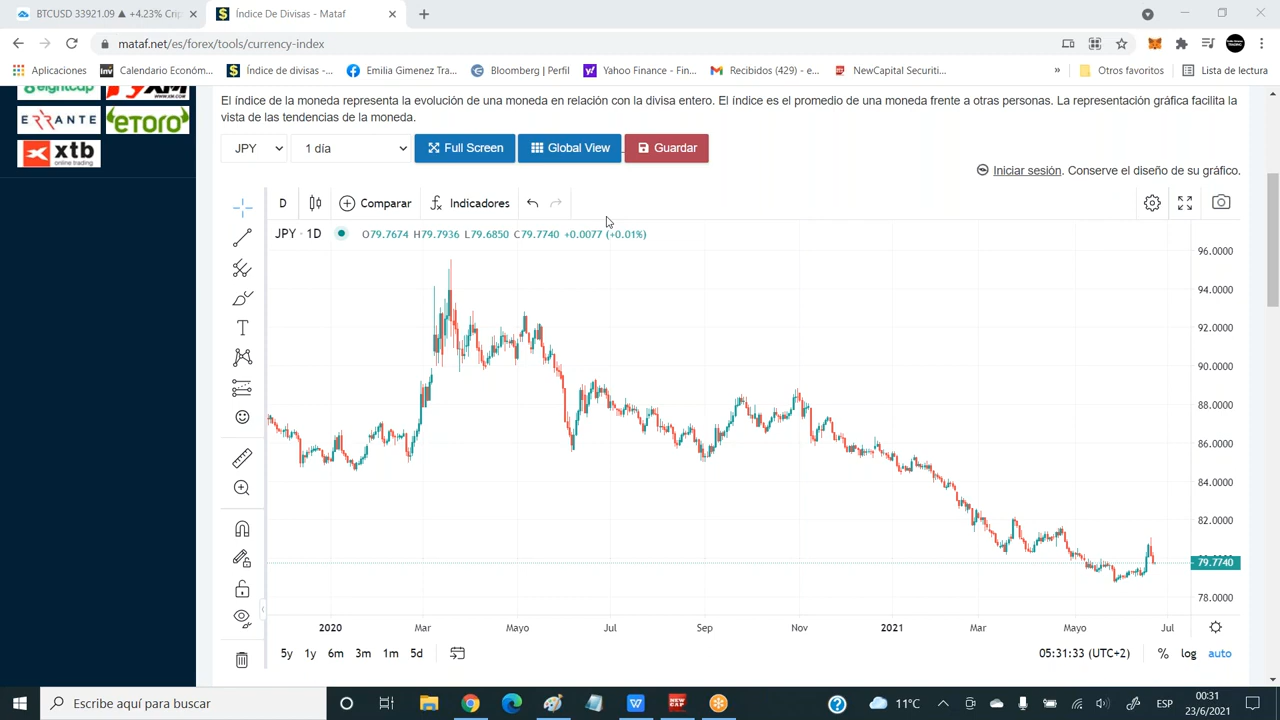 BTCUSD 33921.09 ▲ +4.23% Crip
Índice De Divisas - Mataf
mataf.net/es/forex/tools/currency-index
Aplicaciones
Calendario Económ...
Índice de divisas -...
Emilia Gimenez Tra...
Bloomberg | Perfil
Yahoo Finance - Fin...
Recibidos (429) - e...
NewCapital Securiti...
»
Otros favoritos
Lista de lectura
eightcap
XM
ERRANTE
etoro
xtb
online trading
El índice de la moneda representa la evolución de una moneda en relación con la divisa entero. El índice es el promedio de una moneda frente a otras personas. La representación gráfica facilita la
vista de las tendencias de la moneda.
JPY
1 día
Full Screen
Global View
Guardar
Iniciar sesión. Conserve el diseño de su gráfico.
D
Comparar
Indicadores
JPY · 1D
O79.7674 H79.7936 L79.6850 C79.7740 +0.0077 (+0.01%)
96.0000
94.0000
92.0000
90.0000
88.0000
86.0000
84.0000
82.0000
79.7740
78.0000
2020
Mar
Mayo
Jul
Sep
Nov
2021
Mar
Mayo
Jul
5y 1y 6m 3m 1m 5d
05:31:33 (UTC+2)
% log auto
Escribe aquí para buscar
NEW
CAP
11°C
ESP
00:31
23/6/2021